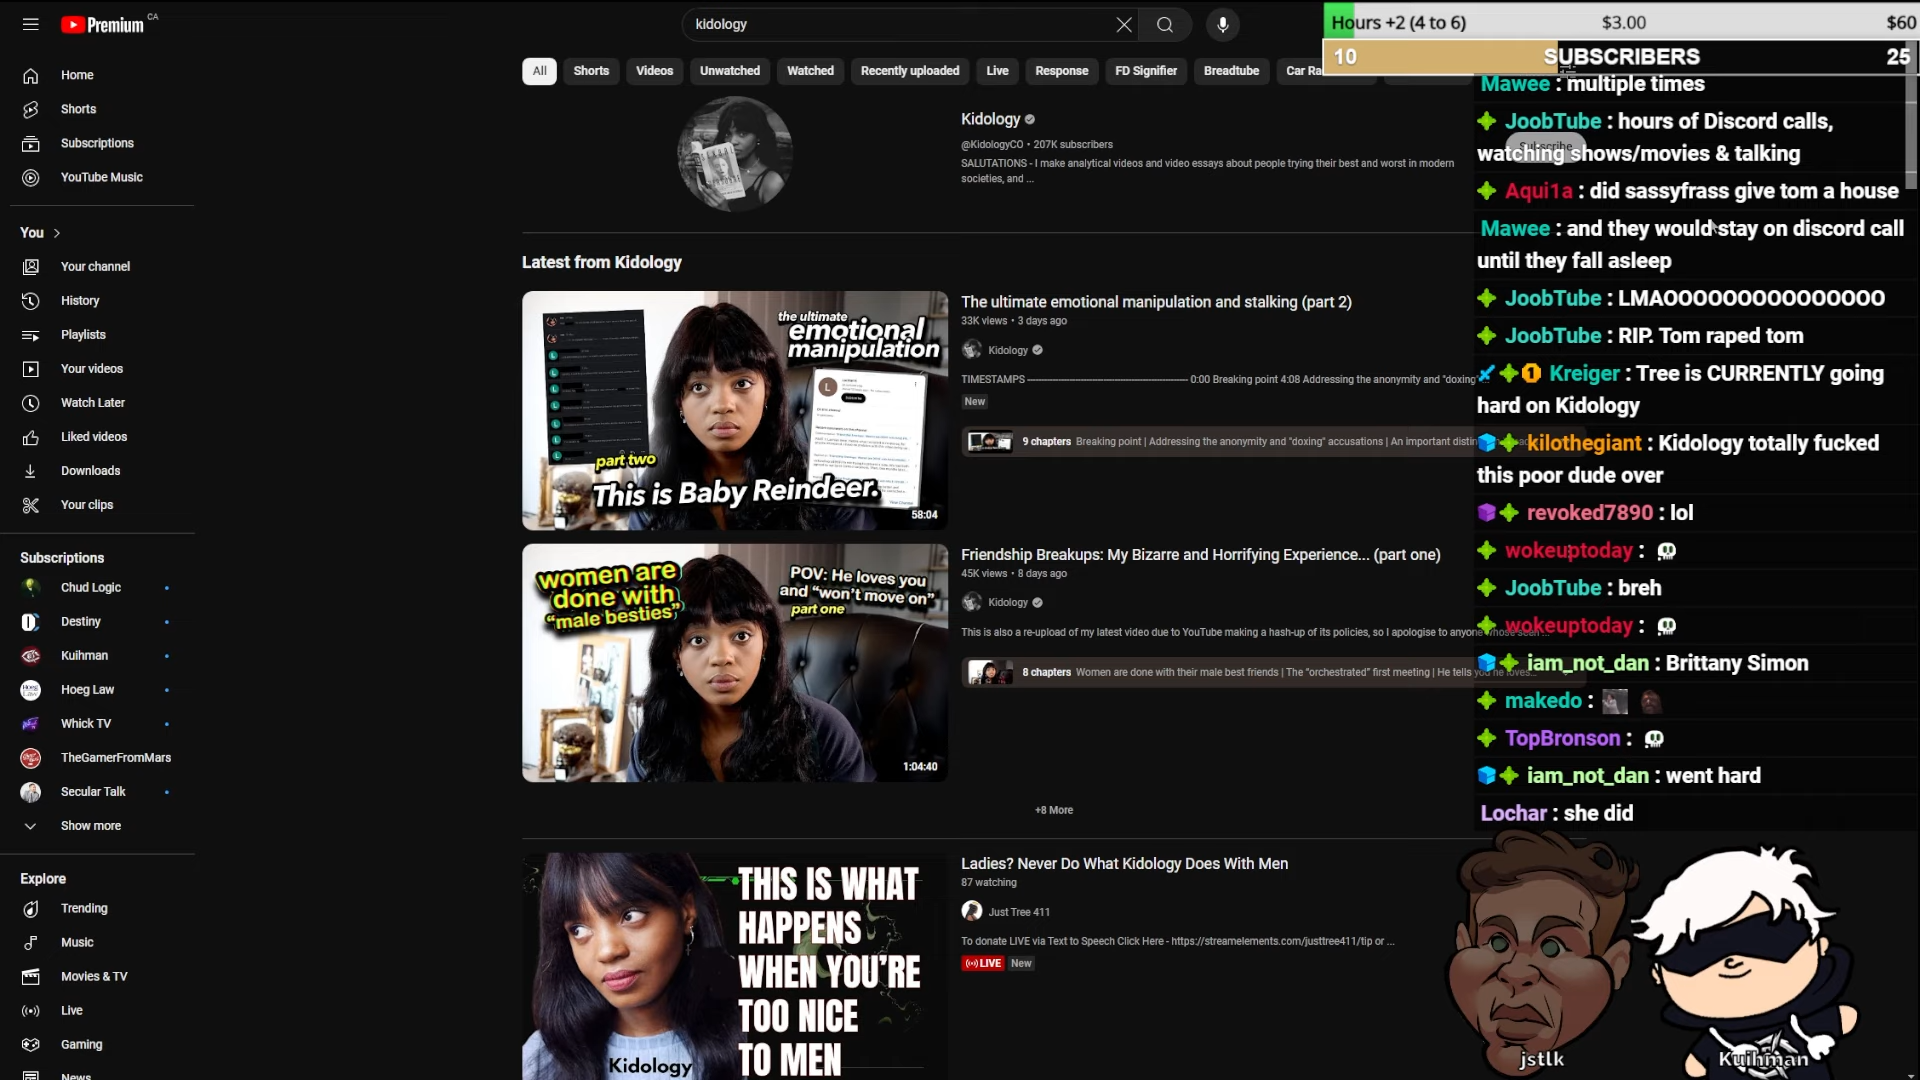 Premium CA
kidology
Hours +2 (4 to 6) $3.00 $60
10 SUBSCRIBERS 25
All Shorts Videos Unwatched Watched Recently uploaded Live Response FD Signifier Breadtube Car Ra
Home
Shorts
Subscriptions
YouTube Music
You
Your channel
History
Playlists
Your videos
Watch Later
Liked videos
Downloads
Your clips
Subscriptions
Chud Logic
Destiny
Kuihman
Hoeg Law
Whick TV
TheGamerFromMars
Secular Talk
Show more
Explore
Trending
Music
Movies & TV
Live
Gaming
News
Kidology
@KidologyCO • 207K subscribers
SALUTATIONS - I make analytical videos and video essays about people trying their best and worst in modern
societies, and ...
Subscribe
Latest from Kidology
the ultimate
emotional
manipulation
part two
This is Baby Reindeer.
58:04
The ultimate emotional manipulation and stalking (part 2)
33K views • 3 days ago
Kidology
TIMESTAMPS ---------------------------------------- 0:00 Breaking point 4:08 Addressing the anonymity and "doxing"
New
9 chapters Breaking point | Addressing the anonymity and "doxing" accusations | An important distin
women are
done with
"male besties"
POV: He loves you
and "won't move on"
part one
1:04:40
Friendship Breakups: My Bizarre and Horrifying Experience... (part one)
45K views • 8 days ago
Kidology
This is also a re-upload of my latest video due to YouTube making a hash-up of its policies, so I apologise to anyone whose seen ...
8 chapters Women are done with their male best friends | The "orchestrated" first meeting | He tells you he loves...
+8 More
THIS IS WHAT
HAPPENS
WHEN YOU'RE
TOO NICE
TO MEN
Kidology
Ladies? Never Do What Kidology Does With Men
87 watching
Just Tree 411
To donate LIVE via Text to Speech Click Here - https://streamelements.com/justtree411/tip or ...
LIVE New
Mawee : multiple times
JoobTube : hours of Discord calls,
watching shows/movies & talking
Aqui1a : did sassyfrass give tom a house
Mawee : and they would stay on discord call
until they fall asleep
JoobTube : LMAOOOOOOOOOOOOOOO
JoobTube : RIP. Tom raped tom
1 Kreiger : Tree is CURRENTLY going
hard on Kidology
kilothegiant : Kidology totally fucked
this poor dude over
revoked7890 : lol
wokeuptoday :
JoobTube : breh
wokeuptoday :
iam_not_dan : Brittany Simon
makedo :
TopBronson :
iam_not_dan : went hard
Lochar : she did
jstlk
Kuihman